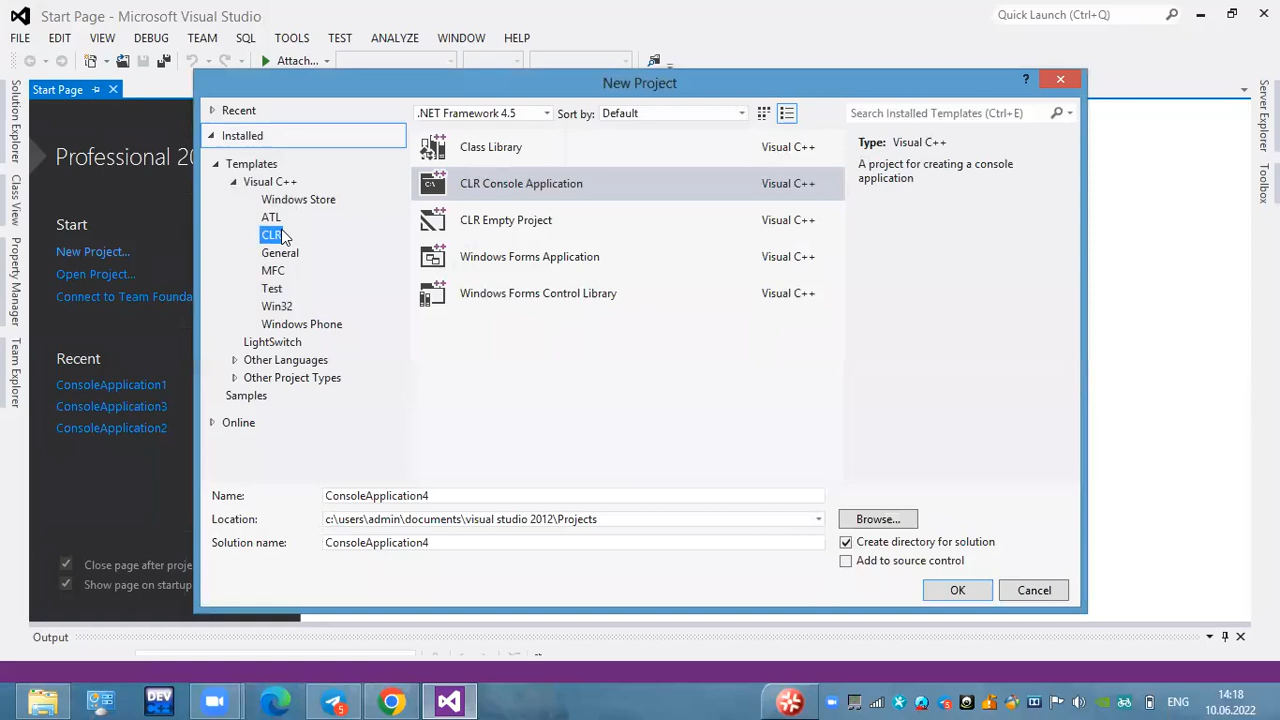 Start Page - Microsoft Visual Studio
Quick Launch (Ctrl+Q)
FILE EDIT VIEW DEBUG TEAM SQL TOOLS TEST ANALYZE WINDOW HELP
Attach...
Start Page
New Project
?
Solution Explorer
Class View
Property Manager
Team Explorer
Professional 20
Start
New Project...
Open Project...
Connect to Team Founda
Recent
ConsoleApplication1
ConsoleApplication3
ConsoleApplication2
Close page after proje
Show page on startup
Recent
Installed
Templates
Visual C++
Windows Store
ATL
CLR
General
MFC
Test
Win32
Windows Phone
LightSwitch
Other Languages
Other Project Types
Samples
Online
.NET Framework 4.5 Sort by: Default
Class Library Visual C++
CLR Console Application Visual C++
CLR Empty Project Visual C++
Windows Forms Application Visual C++
Windows Forms Control Library Visual C++
Search Installed Templates (Ctrl+E)
Type: Visual C++
A project for creating a console
application
Name: ConsoleApplication4
Location: c:\users\admin\documents\visual studio 2012\Projects
Browse...
Solution name: ConsoleApplication4
Create directory for solution
Add to source control
OK Cancel
Server Explorer
Toolbox
Output
DEV
C++
5
5
ENG
14:18
10.06.2022